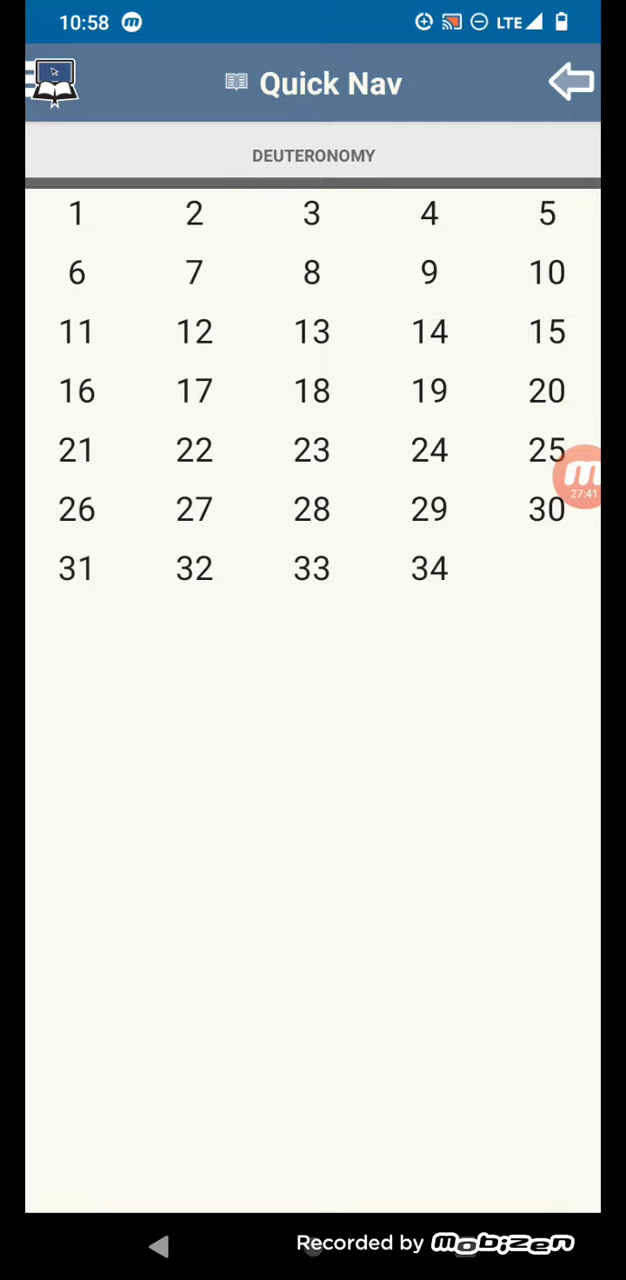 10:58 m LTE
Quick Nav
DEUTERONOMY
1 2 3 4 5
6 7 8 9 10
11 12 13 14 15
16 17 18 19 20
21 22 23 24 25
m
27:41
26 27 28 29 30
31 32 33 34
Recorded by mobizen